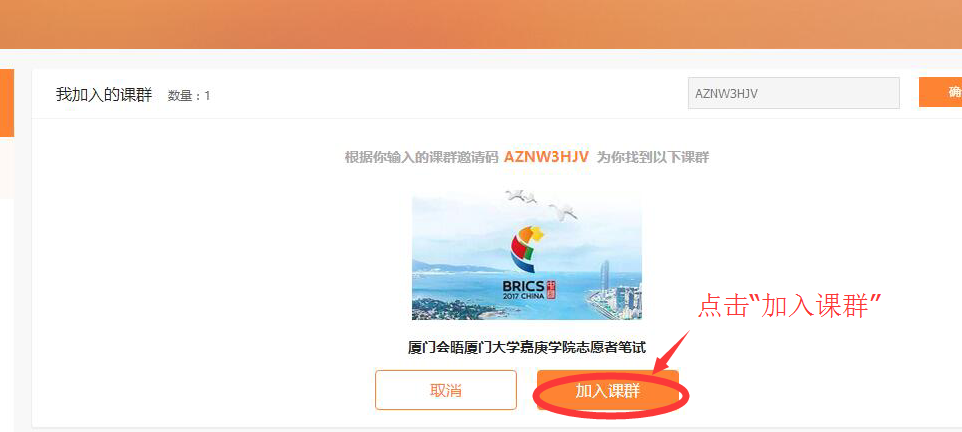 我加入的课群 数量：1
AZNW3HJV
确
根据你输入的课群邀请码 AZNW3HJV 为你找到以下课群
BRICS
2017 CHINA
中国
点击“加入课群”
厦门会晤厦门大学嘉庚学院志愿者笔试
取消
加入课群